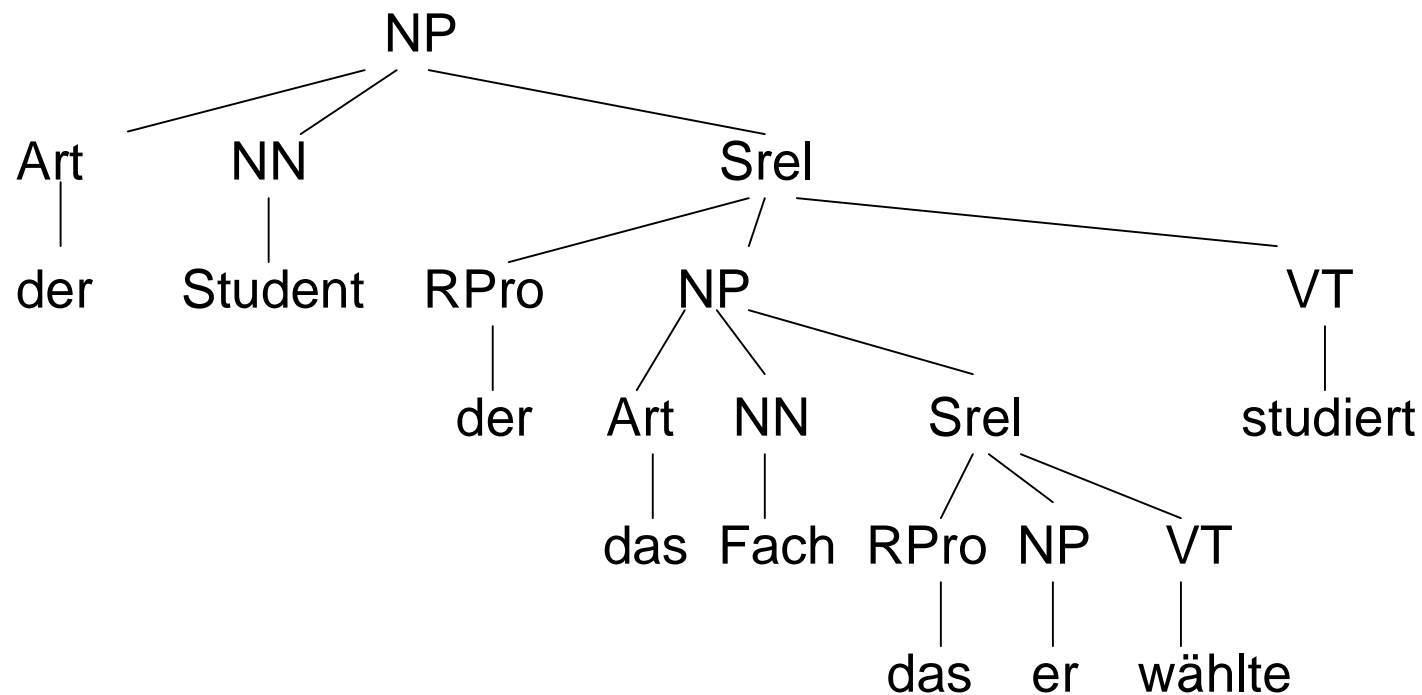 NP
Art NN Srel
der Student RPro NP VT
der Art NN Srel studiert
das Fach RPro NP VT
das er wählte